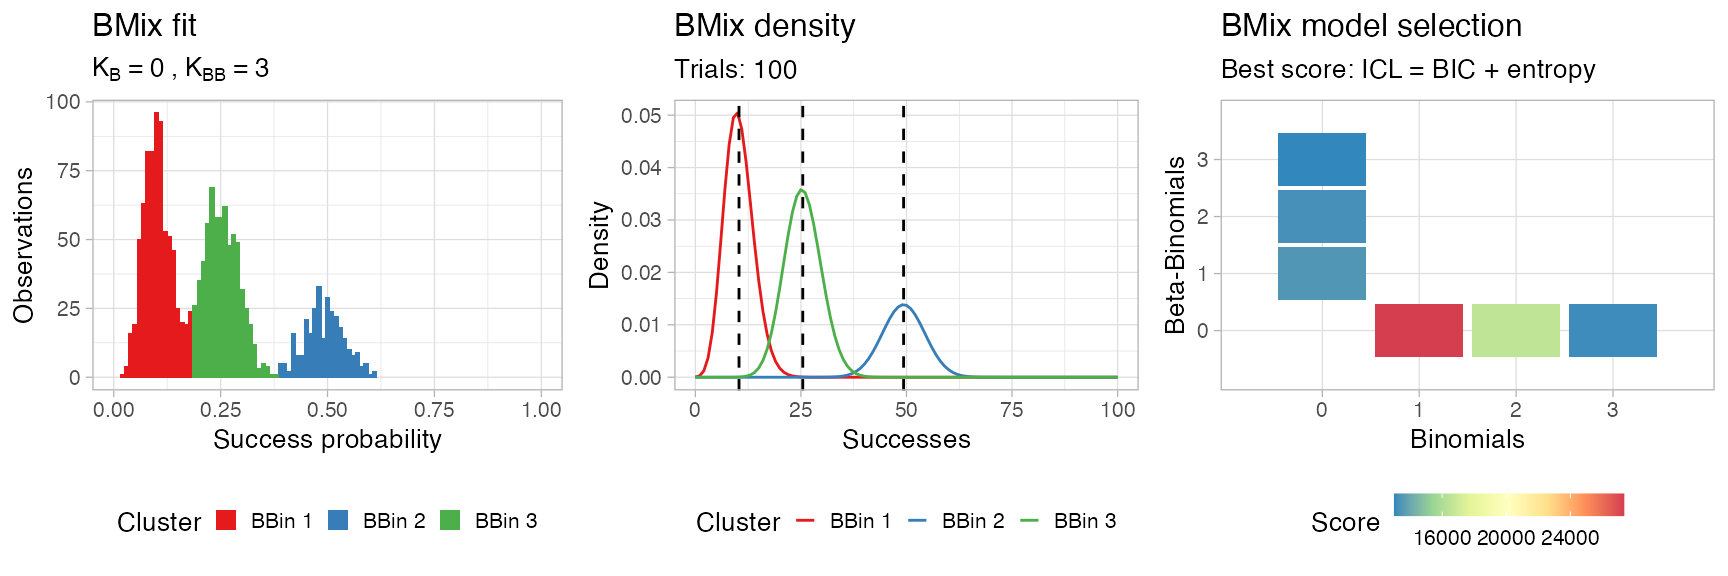 BMix fit
K_B = 0 , K_BB = 3
100
75
50
25
0
Observations
0.00 0.25 0.50 0.75 1.00
Success probability
Cluster BBin 1 BBin 2 BBin 3
BMix density
Trials: 100
0.05
0.04
0.03
0.02
0.01
0.00
Density
0 25 50 75 100
Successes
Cluster BBin 1 BBin 2 BBin 3
BMix model selection
Best score: ICL = BIC + entropy
3
2
1
0
Beta-Binomials
0 1 2 3
Binomials
Score
16000 20000 24000